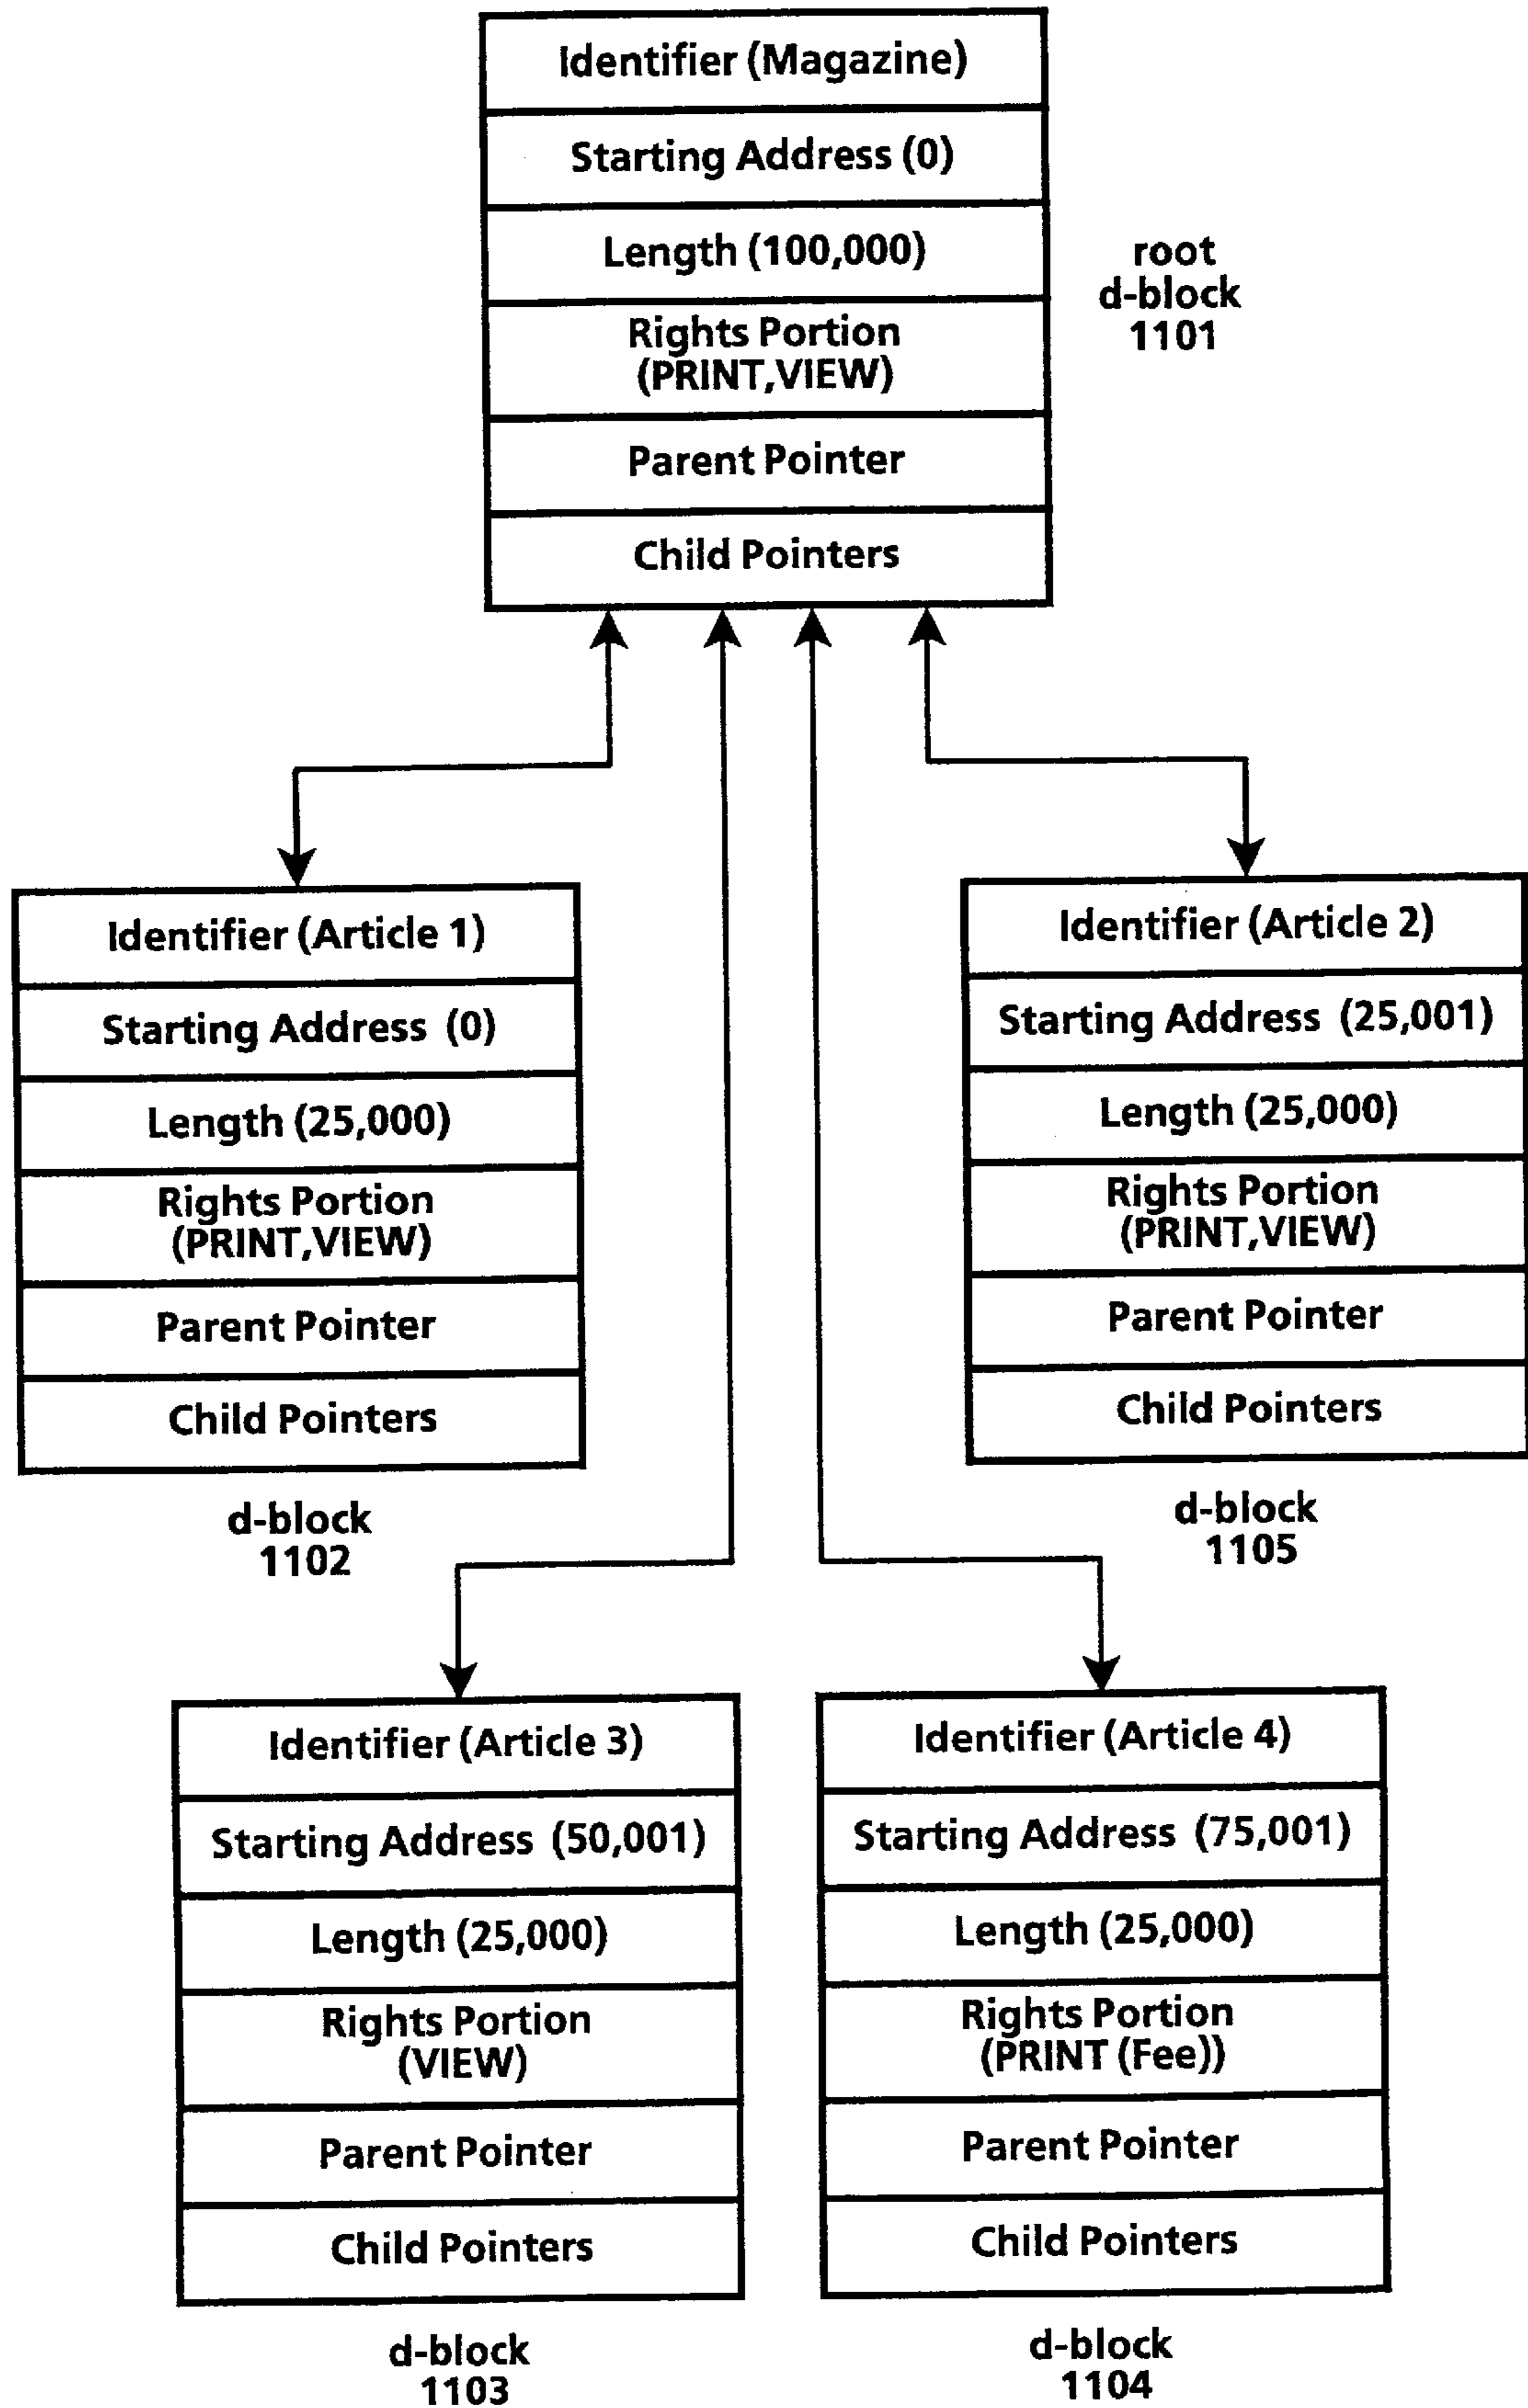 Identifier (Magazine)
Starting Address (0)
Length (100,000)
Rights Portion
(PRINT,VIEW)
Parent Pointer
Child Pointers
root
d-block
1101
Identifier (Article 1)
Starting Address (0)
Length (25,000)
Rights Portion
(PRINT,VIEW)
Parent Pointer
Child Pointers
d-block
1102
Identifier (Article 2)
Starting Address (25,001)
Length (25,000)
Rights Portion
(PRINT,VIEW)
Parent Pointer
Child Pointers
d-block
1105
Identifier (Article 3)
Starting Address (50,001)
Length (25,000)
Rights Portion
(VIEW)
Parent Pointer
Child Pointers
d-block
1103
Identifier (Article 4)
Starting Address (75,001)
Length (25,000)
Rights Portion
(PRINT (Fee))
Parent Pointer
Child Pointers
d-block
1104